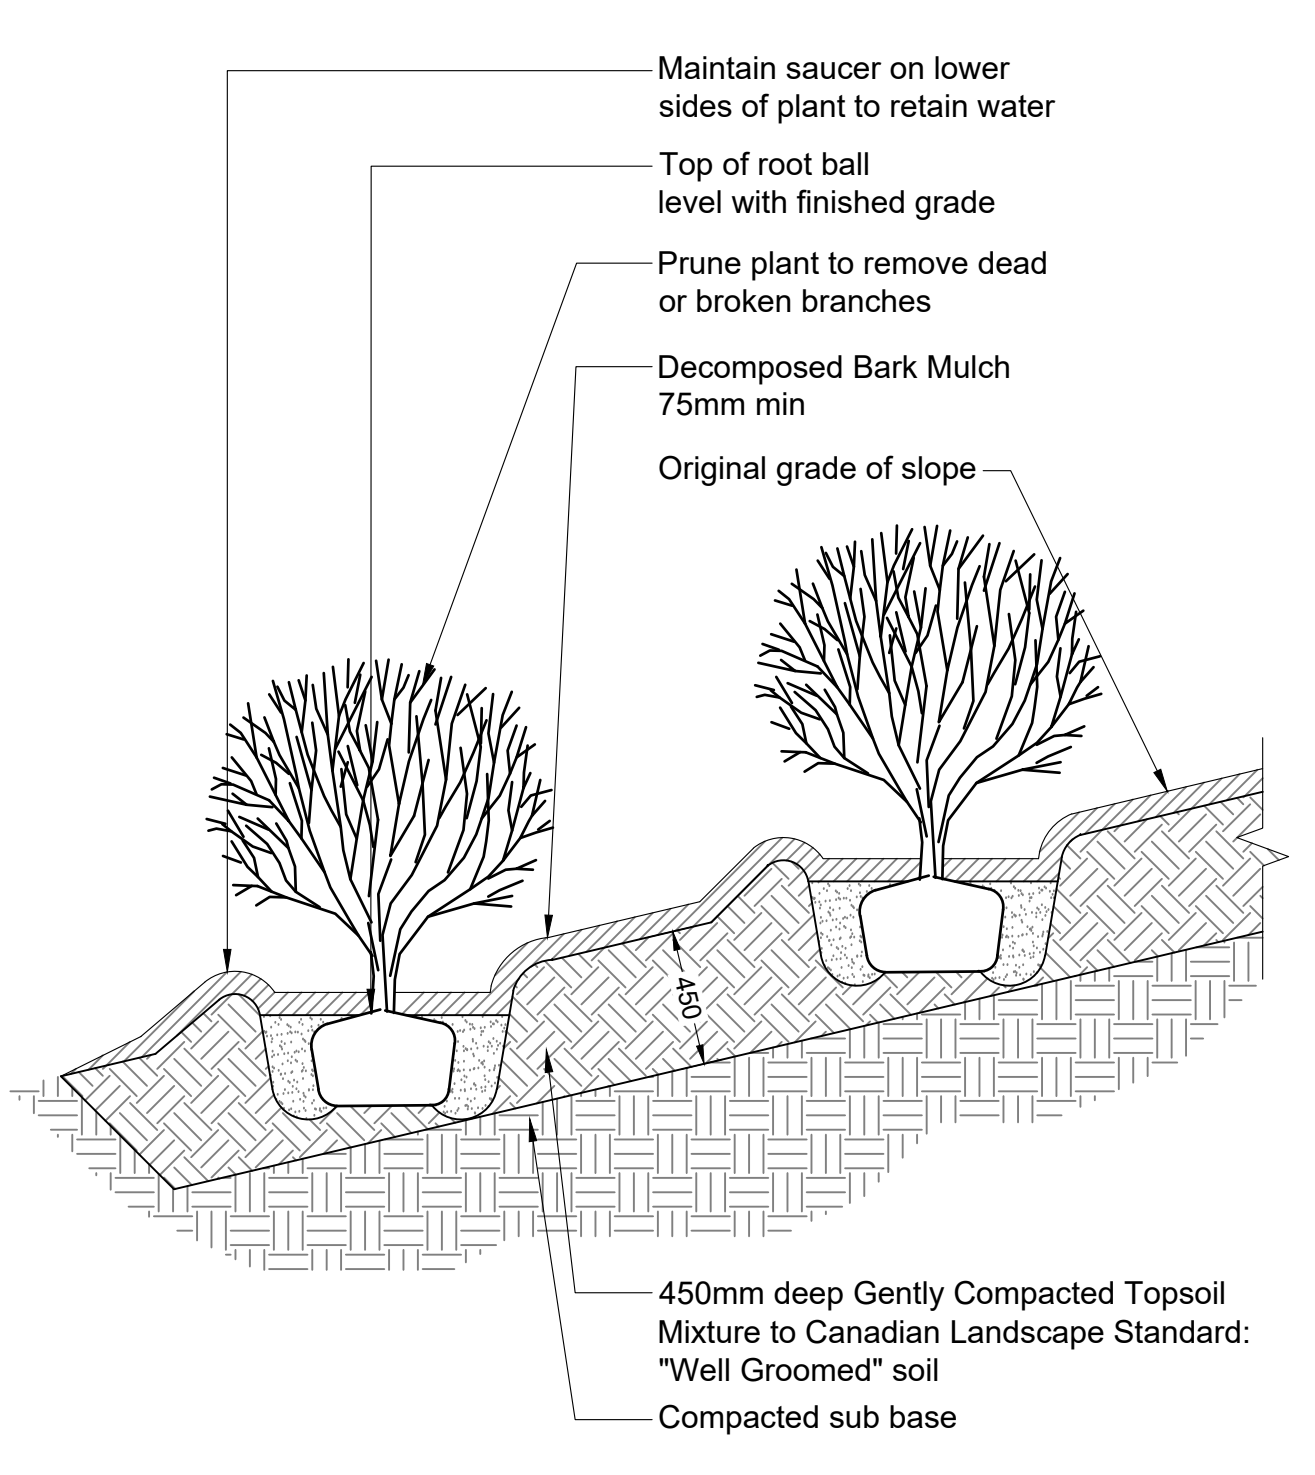 Maintain saucer on lower
sides of plant to retain water
Top of root ball
level with finished grade
Prune plant to remove dead
or broken branches
Decomposed Bark Mulch
75mm min
Original grade of slope
450
450mm deep Gently Compacted Topsoil
Mixture to Canadian Landscape Standard:
"Well Groomed" soil
Compacted sub base